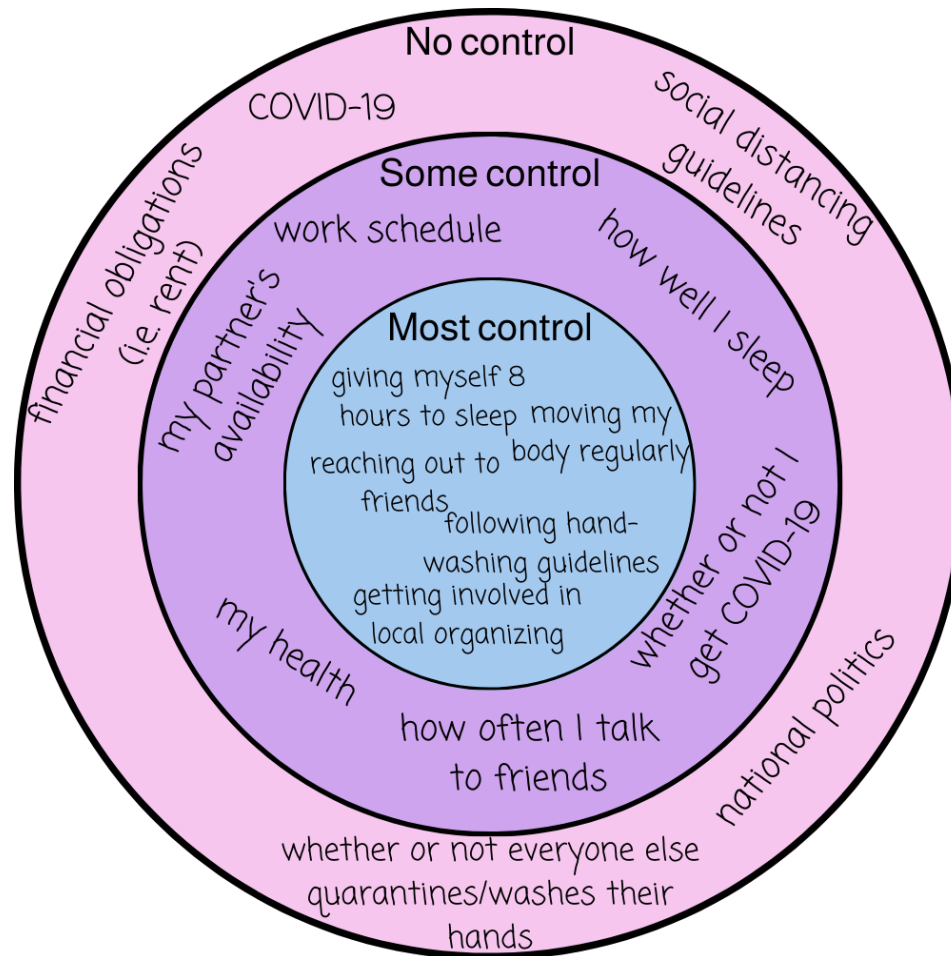 No control
COVID-19
social distancing
guidelines
financial obligations
(i.e. rent)
national politics
whether or not everyone else
quarantines/washes their
hands
Some control
work schedule
how well I sleep
my partner's
availability
whether or not I
get COVID-19
my health
how often I talk
to friends
Most control
giving myself 8
hours to sleep
moving my
body regularly
reaching out to
friends
following hand-
washing guidelines
getting involved in
local organizing